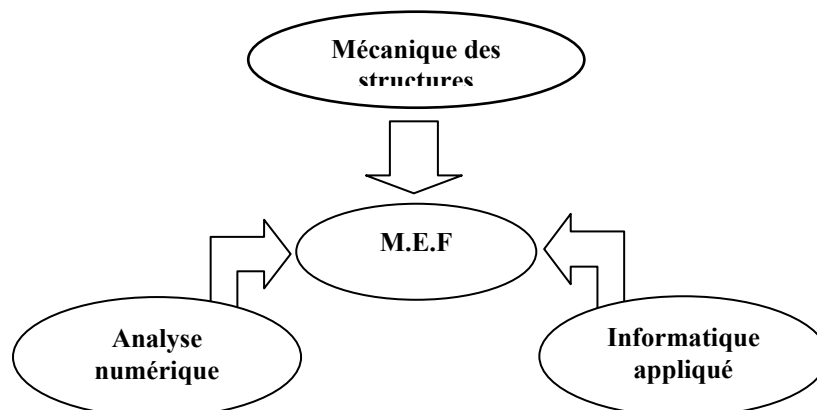 Mécanique des
structures
M.E.F
Analyse
numérique
Informatique
appliqué